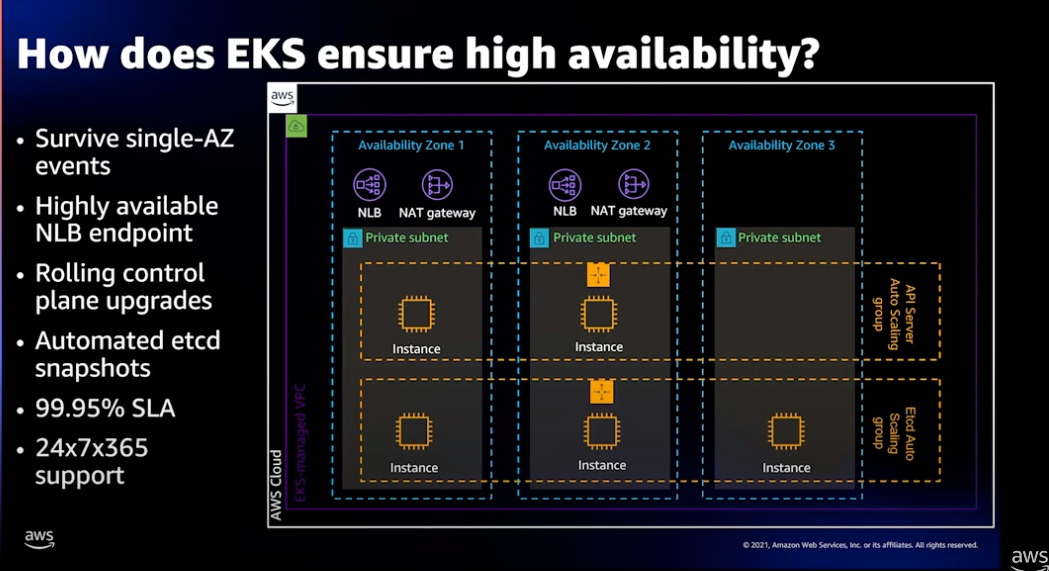 How does EKS ensure high availability?
• Survive single-AZ
events
• Highly available
NLB endpoint
• Rolling control
plane upgrades
• Automated etcd
snapshots
• 99.95% SLA
• 24x7x365
support
aws
AWS Cloud
EKS-managed VPC
Availability Zone 1
NLB
NAT gateway
Private subnet
Instance
Instance
Availability Zone 2
NLB
NAT gateway
Private subnet
Instance
Instance
Availability Zone 3
Private subnet
Instance
API Server
Auto Scaling
group
Etcd Auto
Scaling
group
aws
© 2021, Amazon Web Services, Inc. or its affiliates. All rights reserved.
aws